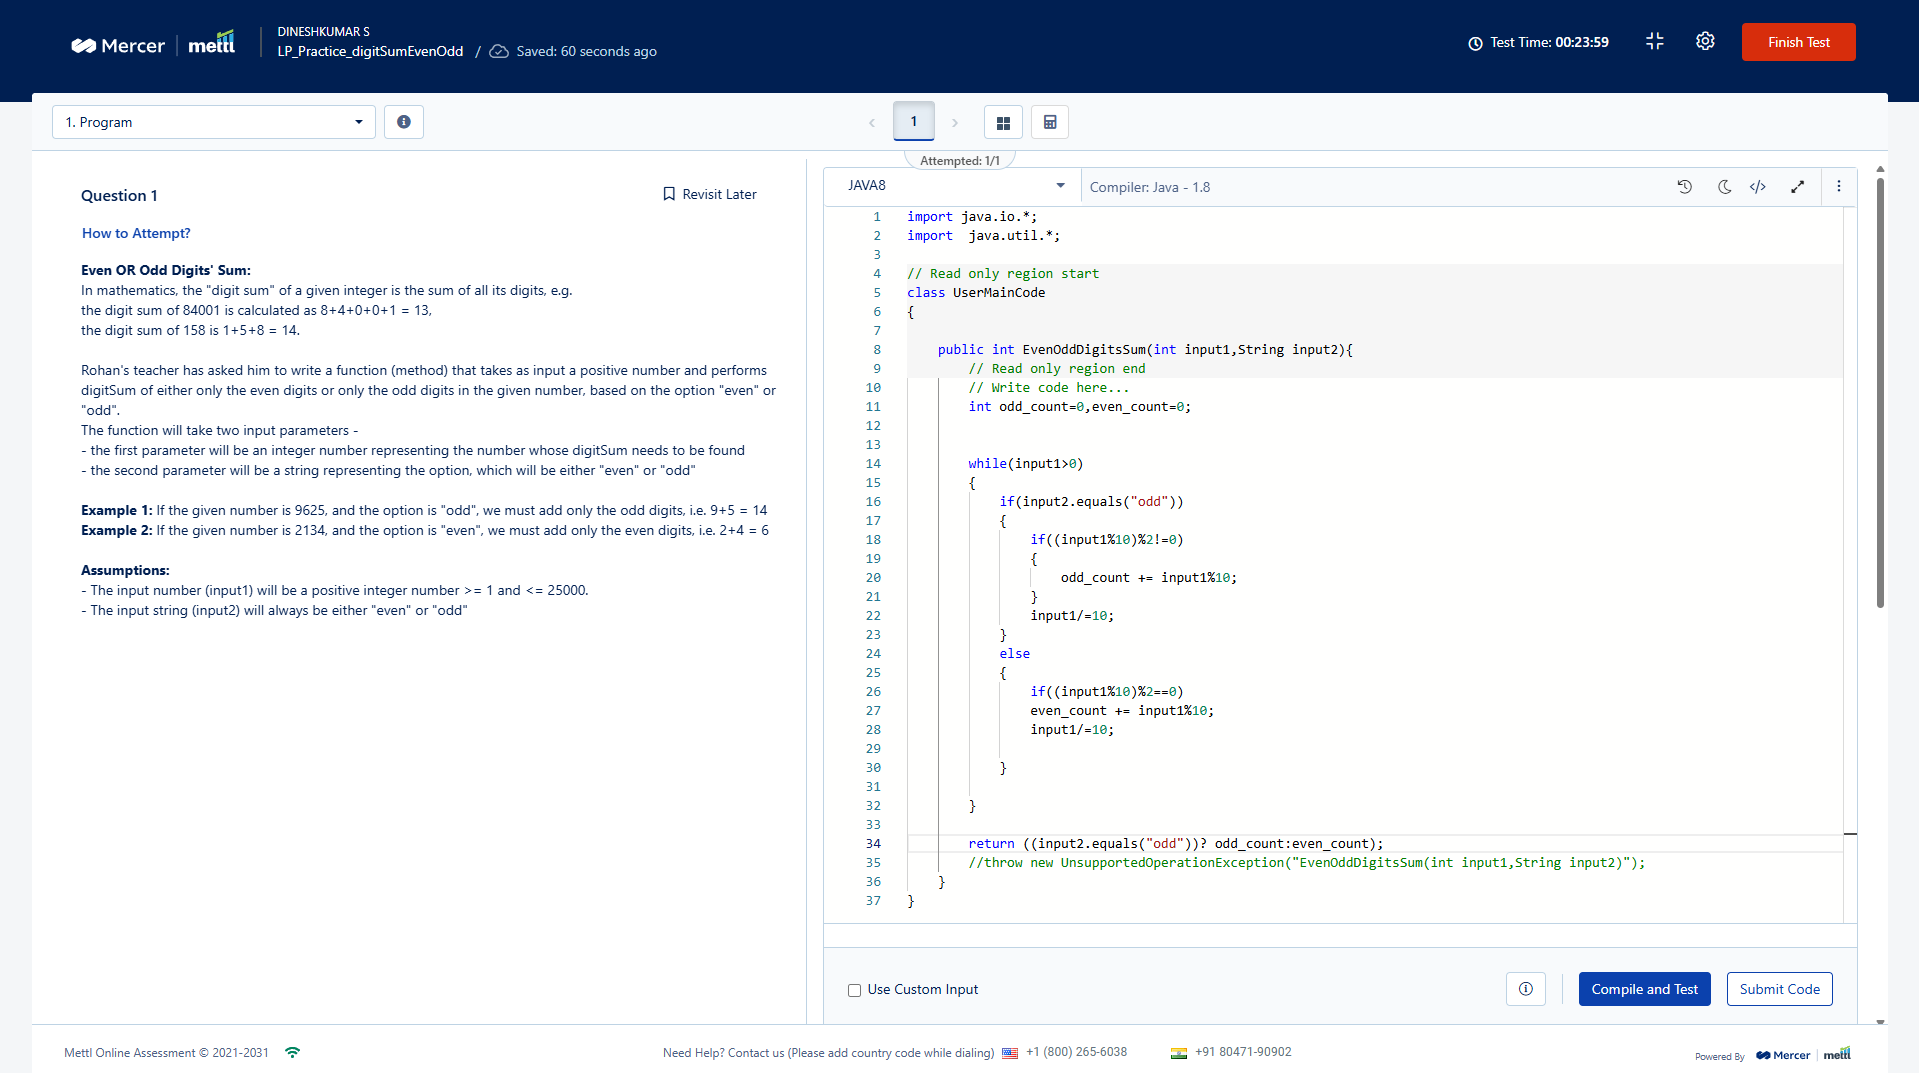 Mercer | mettl
DINESHKUMAR S
LP_Practice_digitSumEvenOdd / Saved: 60 seconds ago
Test Time: 00:23:59
Finish Test
1. Program
1
Attempted: 1/1
Question 1
Revisit Later
How to Attempt?
Even OR Odd Digits' Sum:
In mathematics, the "digit sum" of a given integer is the sum of all its digits, e.g.
the digit sum of 84001 is calculated as 8+4+0+0+1 = 13,
the digit sum of 158 is 1+5+8 = 14.
Rohan's teacher has asked him to write a function (method) that takes as input a positive number and performs
digitSum of either only the even digits or only the odd digits in the given number, based on the option "even" or
"odd".
The function will take two input parameters -
- the first parameter will be an integer number representing the number whose digitSum needs to be found
- the second parameter will be a string representing the option, which will be either "even" or "odd"
Example 1: If the given number is 9625, and the option is "odd", we must add only the odd digits, i.e. 9+5 = 14
Example 2: If the given number is 2134, and the option is "even", we must add only the even digits, i.e. 2+4 = 6
Assumptions:
- The input number (input1) will be a positive integer number >= 1 and <= 25000.
- The input string (input2) will always be either "even" or "odd"
JAVA8
Compiler: Java - 1.8
1 import java.io.*;
2 import  java.util.*;
3
4 // Read only region start
5 class UserMainCode
6 {
7
8     public int EvenOddDigitsSum(int input1,String input2){
9         // Read only region end
10         // Write code here...
11         int odd_count=0,even_count=0;
12
13
14         while(input1>0)
15         {
16             if(input2.equals("odd"))
17             {
18                 if((input1%10)%2!=0)
19                 {
20                     odd_count += input1%10;
21                 }
22                 input1/=10;
23             }
24             else
25             {
26                 if((input1%10)%2==0)
27                 even_count += input1%10;
28                 input1/=10;
29
30             }
31
32         }
33
34         return ((input2.equals("odd"))? odd_count:even_count);
35         //throw new UnsupportedOperationException("EvenOddDigitsSum(int input1,String input2)");
36     }
37 }
Use Custom Input
Compile and Test
Submit Code
Mettl Online Assessment © 2021-2031
Need Help? Contact us (Please add country code while dialing) +1 (800) 265-6038
+91 80471-90902
Powered By Mercer | mettl